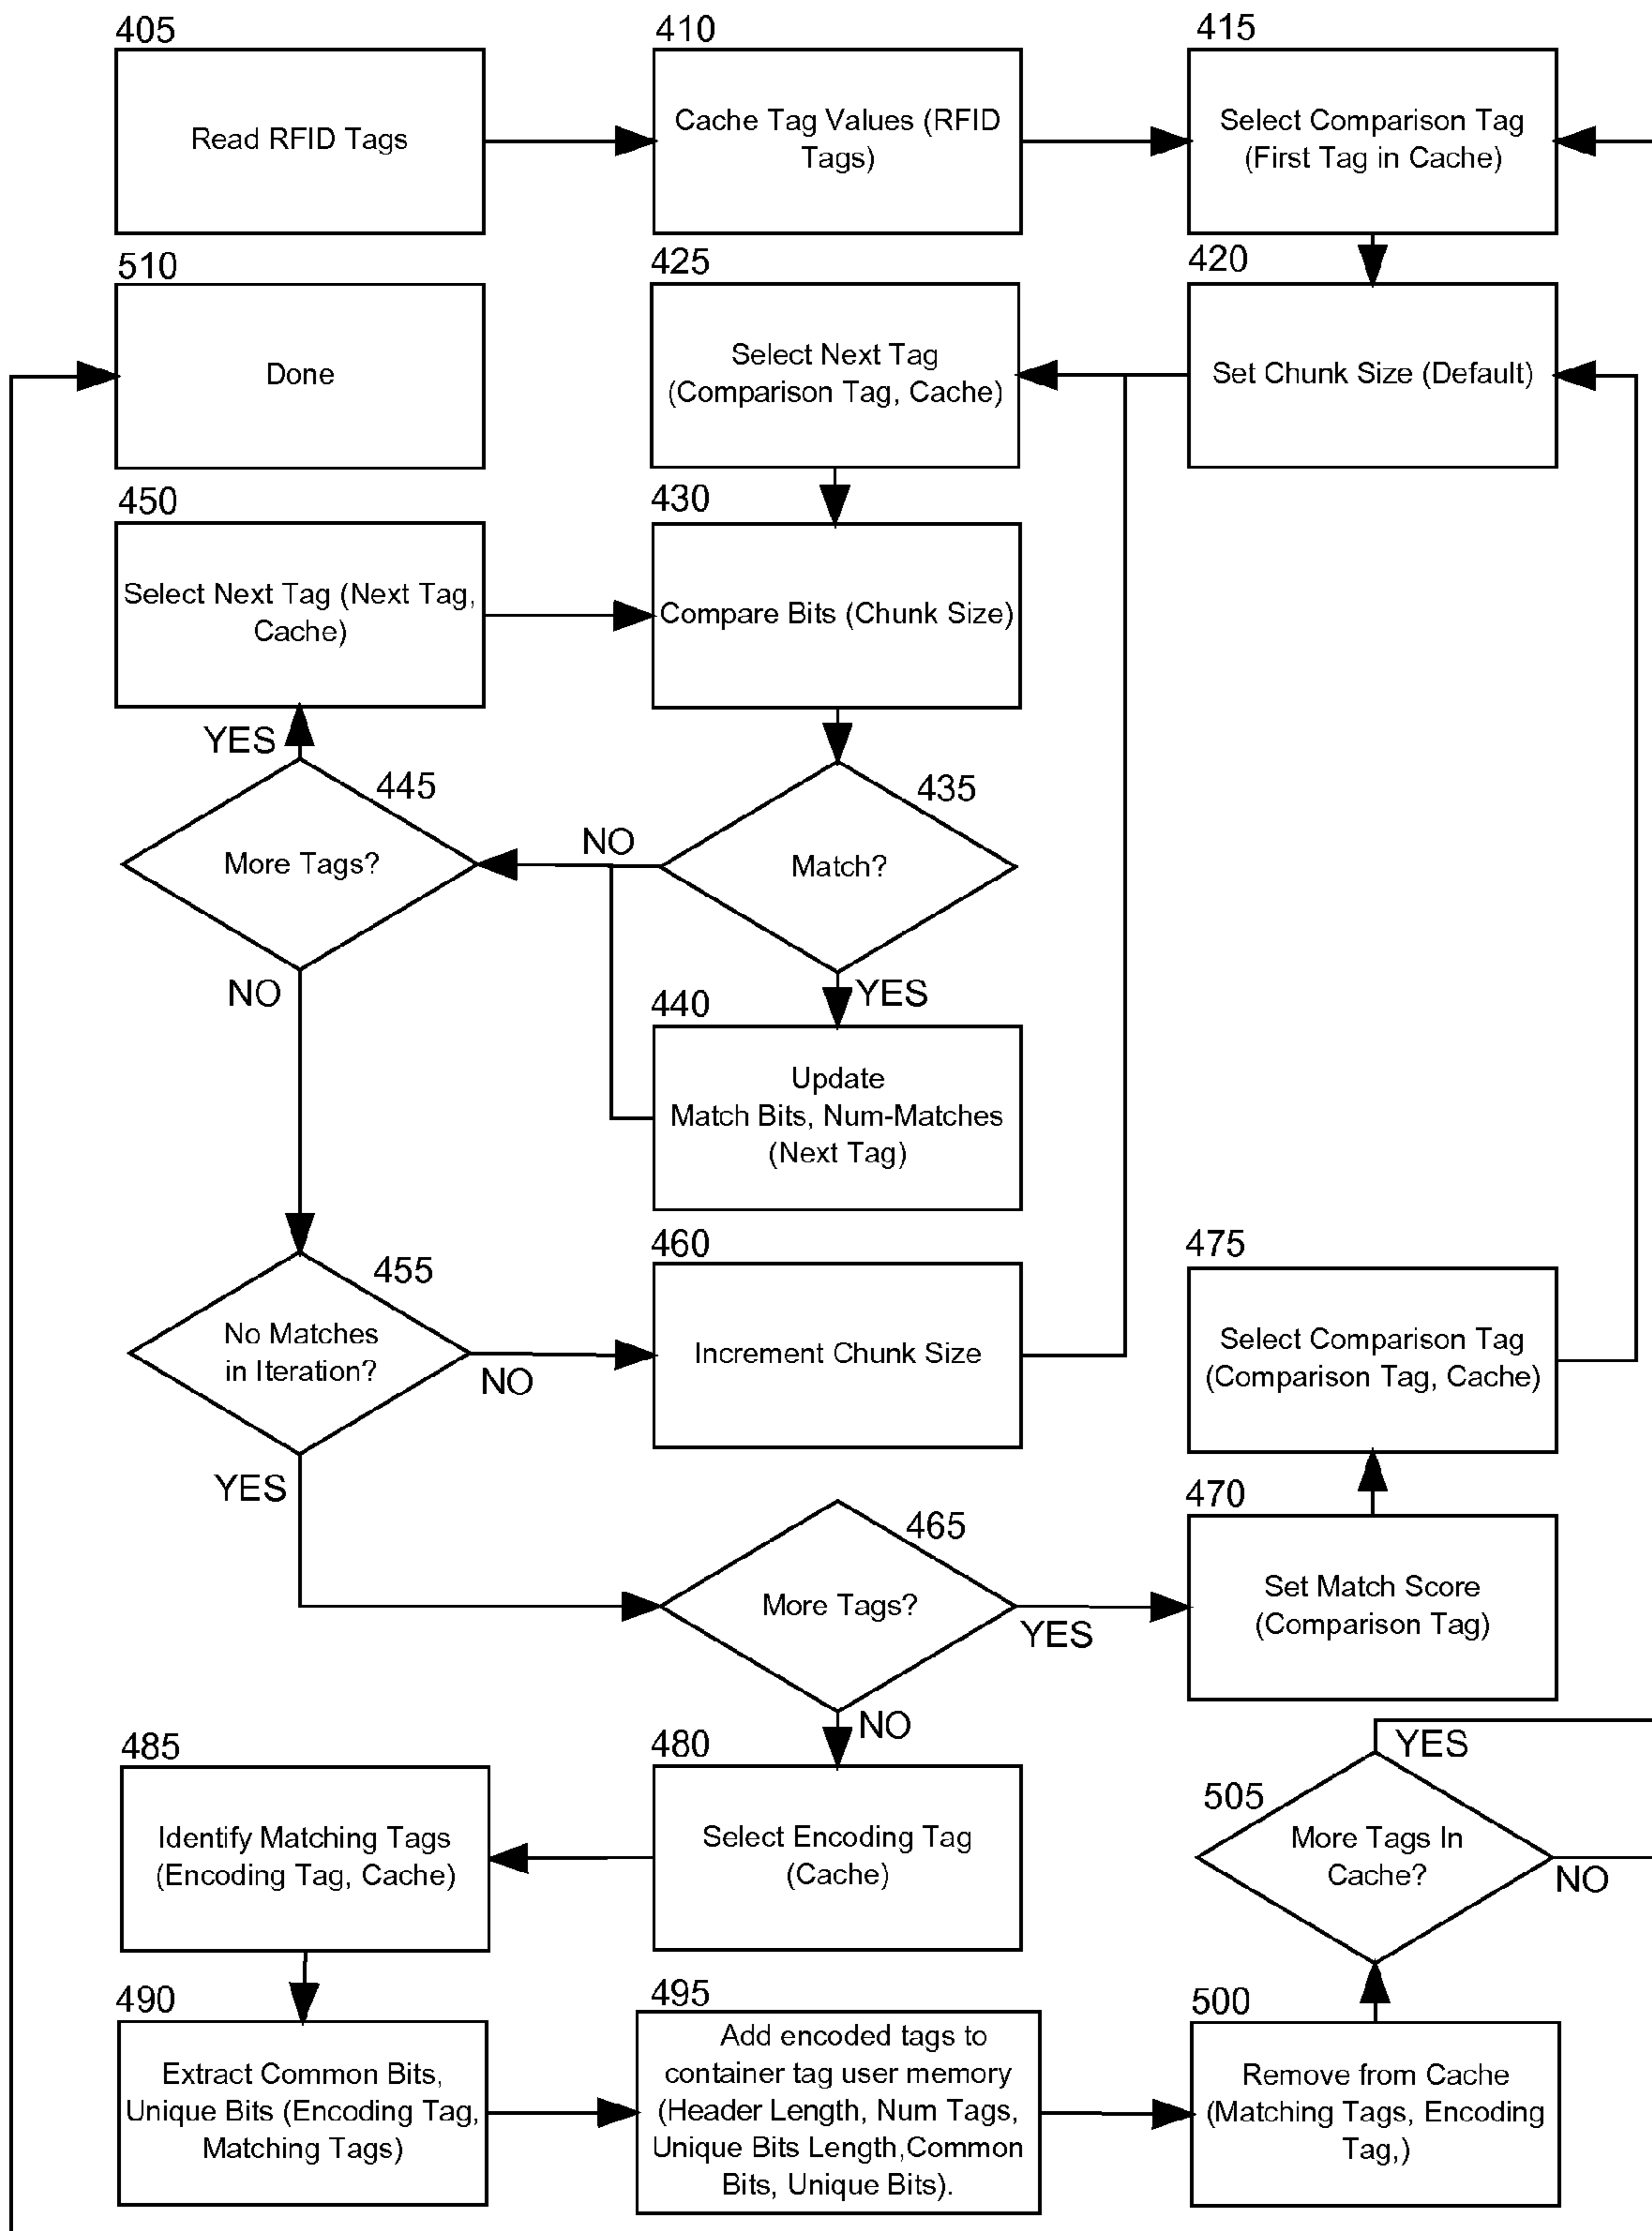 405
Read RFID Tags
410
Cache Tag Values (RFID
Tags)
415
Select Comparison Tag
(First Tag in Cache)
510
Done
425
Select Next Tag
(Comparison Tag, Cache)
420
Set Chunk Size (Default)
450
Select Next Tag (Next Tag,
Cache)
430
Compare Bits (Chunk Size)
YES
445
More Tags?
NO
NO
435
Match?
YES
440
Update
Match Bits, Num-Matches
(Next Tag)
455
No Matches
in Iteration?
NO
YES
460
Increment Chunk Size
475
Select Comparison Tag
(Comparison Tag, Cache)
465
More Tags?
YES
NO
470
Set Match Score
(Comparison Tag)
485
Identify Matching Tags
(Encoding Tag, Cache)
480
Select Encoding Tag
(Cache)
YES
505
More Tags In
Cache?
NO
490
Extract Common Bits,
Unique Bits (Encoding Tag,
Matching Tags)
495
Add encoded tags to
container tag user memory
(Header Length, Num Tags,
Unique Bits Length,Common
Bits, Unique Bits).
500
Remove from Cache
(Matching Tags, Encoding
Tag,)